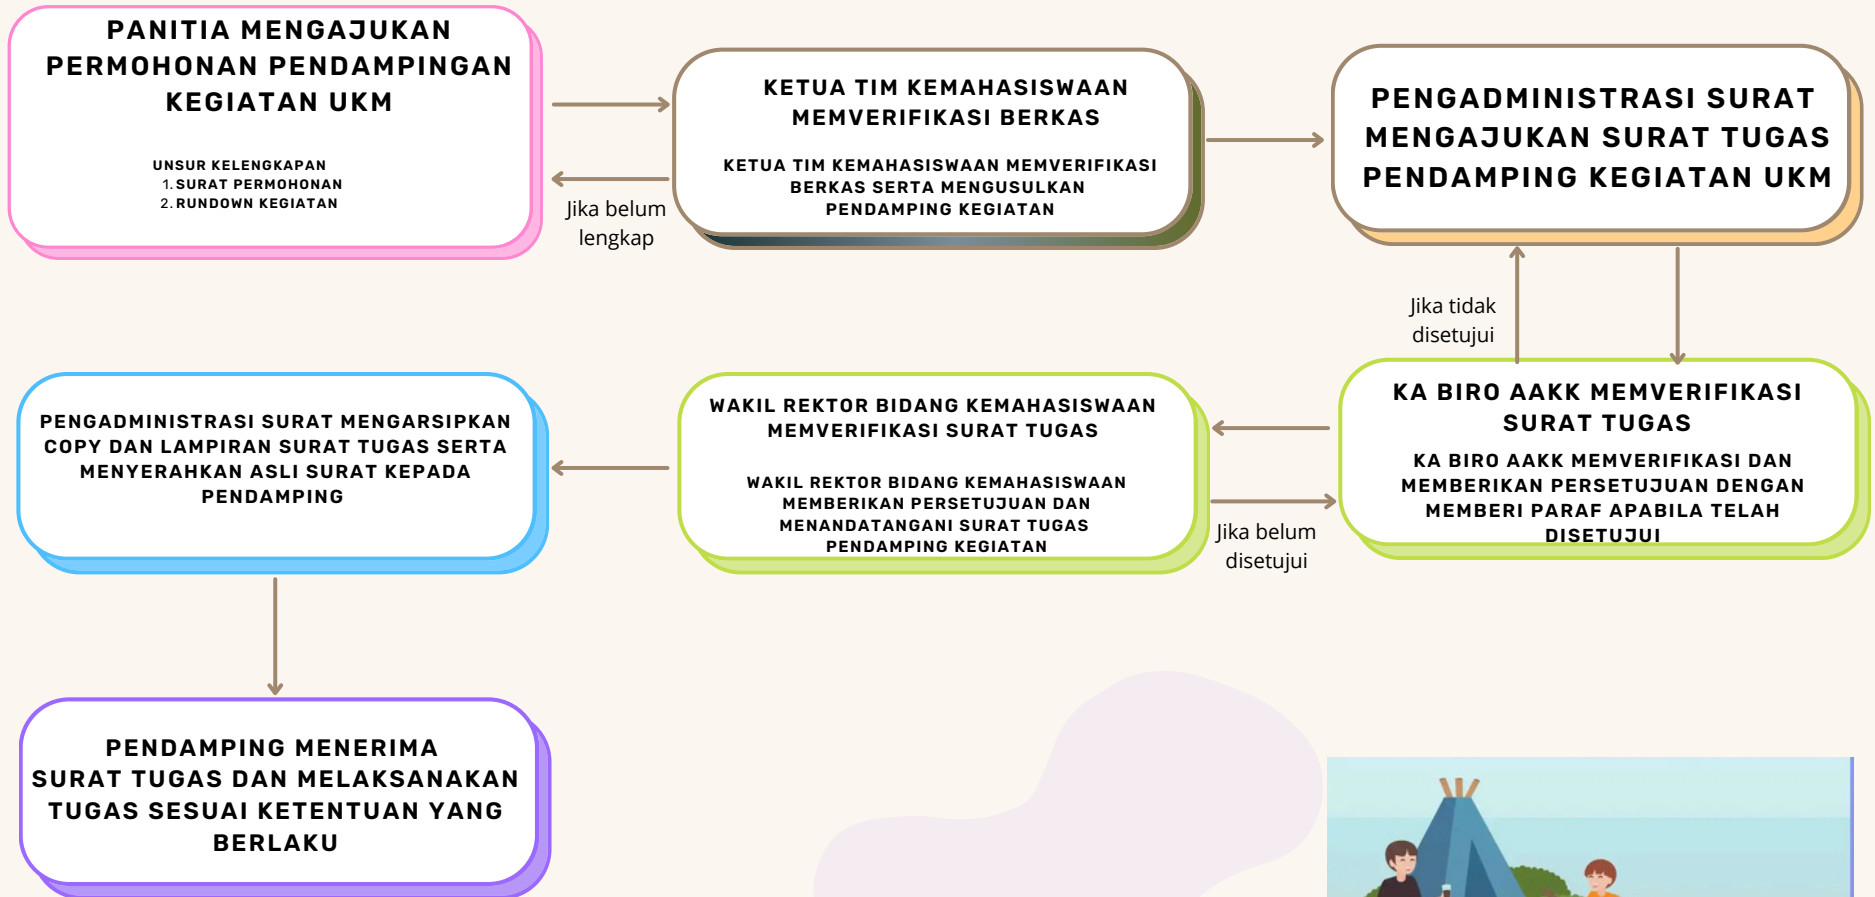 PANITIA MENGAJUKAN
PERMOHONAN PENDAMPINGAN
KEGIATAN UKM
UNSUR KELENGKAPAN
1. SURAT PERMOHONAN
2. RUNDOWN KEGIATAN
Jika belum
lengkap
KETUA TIM KEMAHASISWAAN
MEMVERIFIKASI BERKAS
KETUA TIM KEMAHASISWAAN MEMVERIFIKASI
BERKAS SERTA MENGUSULKAN
PENDAMPING KEGIATAN
PENGADMINISTRASI SURAT
MENGAJUKAN SURAT TUGAS
PENDAMPING KEGIATAN UKM
Jika tidak
disetujui
KA BIRO AAKK MEMVERIFIKASI
SURAT TUGAS
KA BIRO AAKK MEMVERIFIKASI DAN
MEMBERIKAN PERSETUJUAN DENGAN
MEMBERI PARAF APABILA TELAH
DISETUJUI
WAKIL REKTOR BIDANG KEMAHASISWAAN
MEMVERIFIKASI SURAT TUGAS
WAKIL REKTOR BIDANG KEMAHASISWAAN
MEMBERIKAN PERSETUJUAN DAN
MENANDATANGANI SURAT TUGAS
PENDAMPING KEGIATAN
Jika belum
disetujui
PENGADMINISTRASI SURAT MENGARSIPKAN
COPY DAN LAMPIRAN SURAT TUGAS SERTA
MENYERAHKAN ASLI SURAT KEPADA
PENDAMPING
PENDAMPING MENERIMA
SURAT TUGAS DAN MELAKSANAKAN
TUGAS SESUAI KETENTUAN YANG
BERLAKU